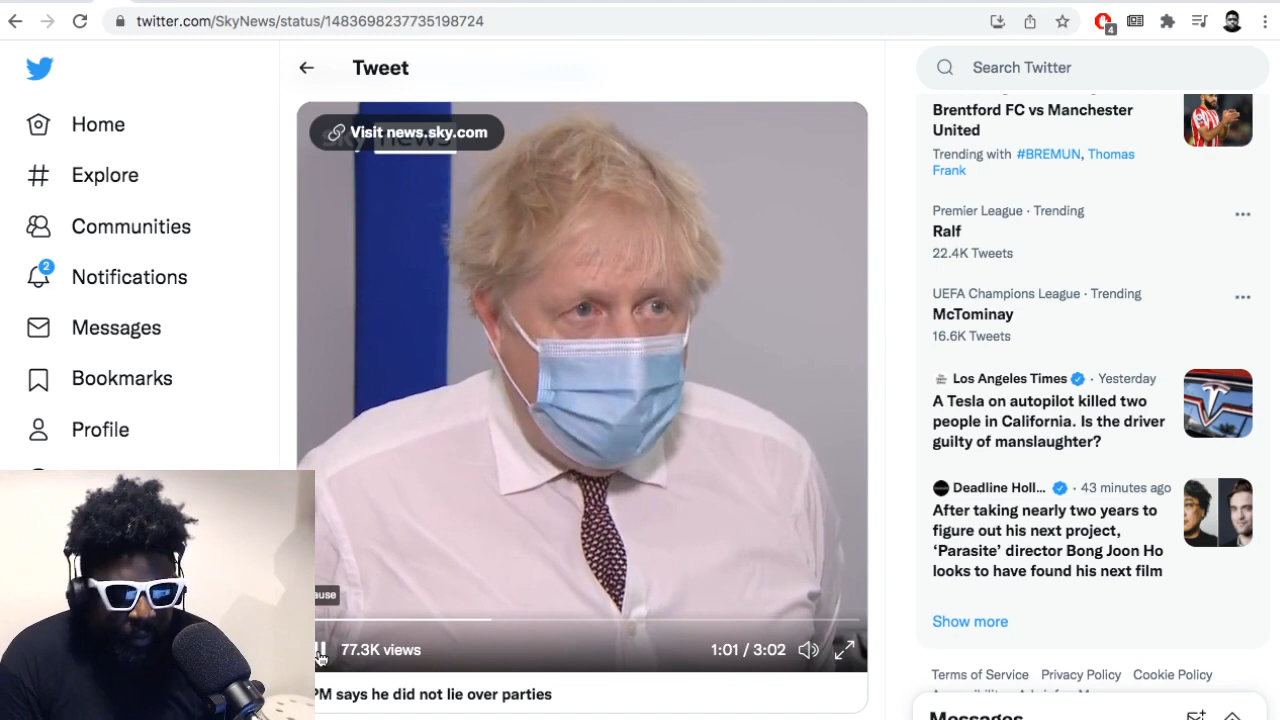 twitter.com/SkyNews/status/1483698237735198724
4
Home
Explore
Communities
2
Notifications
Messages
Bookmarks
Profile
Tweet
Visit news.sky.com
ause
77.3K views
1:01 / 3:02
PM says he did not lie over parties
Search Twitter
Brentford FC vs Manchester
United
Trending with #BREMUN, Thomas
Frank
Premier League · Trending
Ralf
22.4K Tweets
UEFA Champions League · Trending
McTominay
16.6K Tweets
Los Angeles Times · Yesterday
A Tesla on autopilot killed two
people in California. Is the driver
guilty of manslaughter?
Deadline Holl... · 43 minutes ago
After taking nearly two years to
figure out his next project,
‘Parasite’ director Bong Joon Ho
looks to have found his next film
Show more
Terms of Service Privacy Policy Cookie Policy
Messages